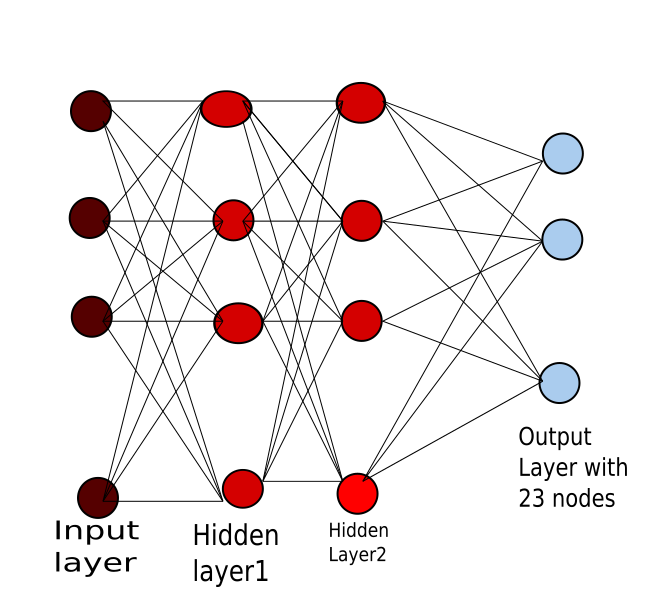 Input
layer
Hidden
layer1
Hidden
Layer2
Output
Layer with
23 nodes